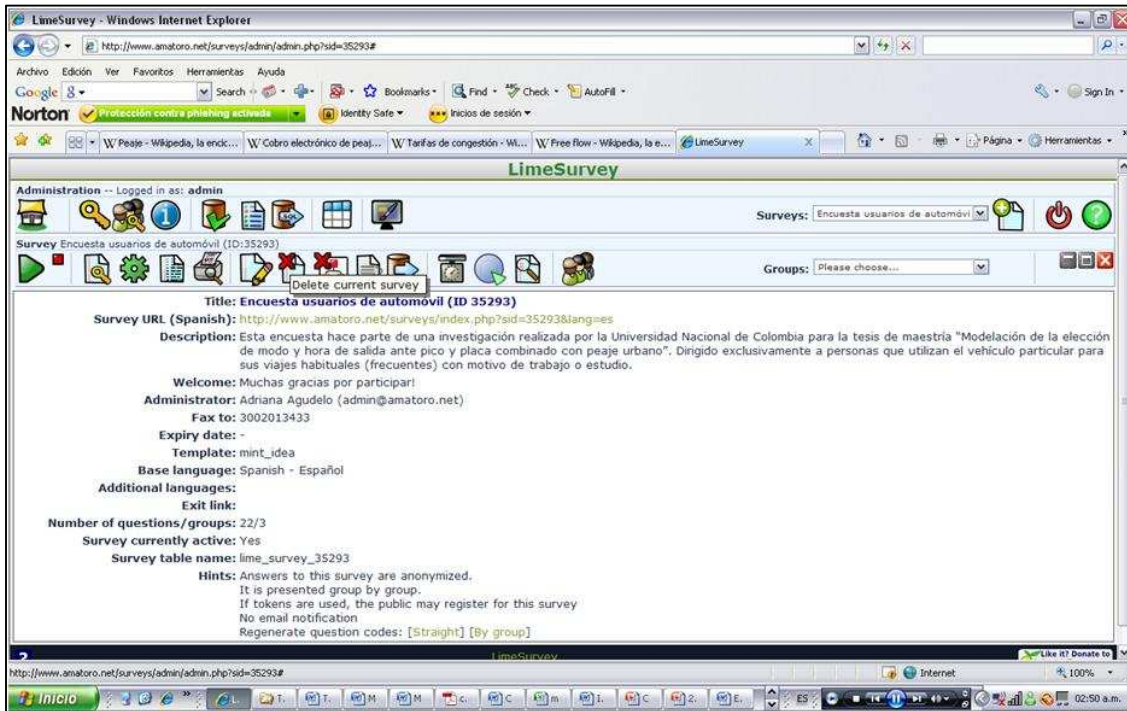 LimeSurvey - Windows Internet Explorer
http://www.amatoro.net/surveys/admin/admin.php?sid=35293#
Archivo Edición Ver Favoritos Herramientas Ayuda
Google Search Bookmarks Find Check AutoFill Sign In
Norton Protección contra phishing activada Identity Safe Inicios de sesión
Peaje - Wikipedia, la encic... Cobro electrónico de peaj... Tarifas de congestión - Wi... Free flow - Wikipedia, la e... LimeSurvey Página Herramientas
LimeSurvey
Administration -- Logged in as: admin
Surveys: Encuesta usuarios de automóvi
Survey Encuesta usuarios de automóvil (ID:35293)
Groups: Please choose...
Delete current survey
Title: Encuesta usuarios de automóvil (ID 35293)
Survey URL (Spanish): http://www.amatoro.net/surveys/index.php?sid=35293&lang=es
Description: Esta encuesta hace parte de una investigación realizada por la Universidad Nacional de Colombia para la tesis de maestría "Modelación de la elección
de modo y hora de salida ante pico y placa combinado con peaje urbano". Dirigido exclusivamente a personas que utilizan el vehículo particular para
sus viajes habituales (frecuentes) con motivo de trabajo o estudio.
Welcome: Muchas gracias por participar!
Administrator: Adriana Agudelo (admin@amatoro.net)
Fax to: 3002013433
Expiry date: -
Template: mint_idea
Base language: Spanish - Español
Additional languages:
Exit link:
Number of questions/groups: 22/3
Survey currently active: Yes
Survey table name: lime_survey_35293
Hints: Answers to this survey are anonymized.
It is presented group by group.
If tokens are used, the public may register for this survey
No email notification
Regenerate question codes: [Straight] [By group]
LimeSurvey Like it? Donate to
http://www.amatoro.net/surveys/admin/admin.php?sid=35293# Internet 100%
Inicio L. T. T. M M M c. C m I. C 2. E. ES 02:50 a.m.